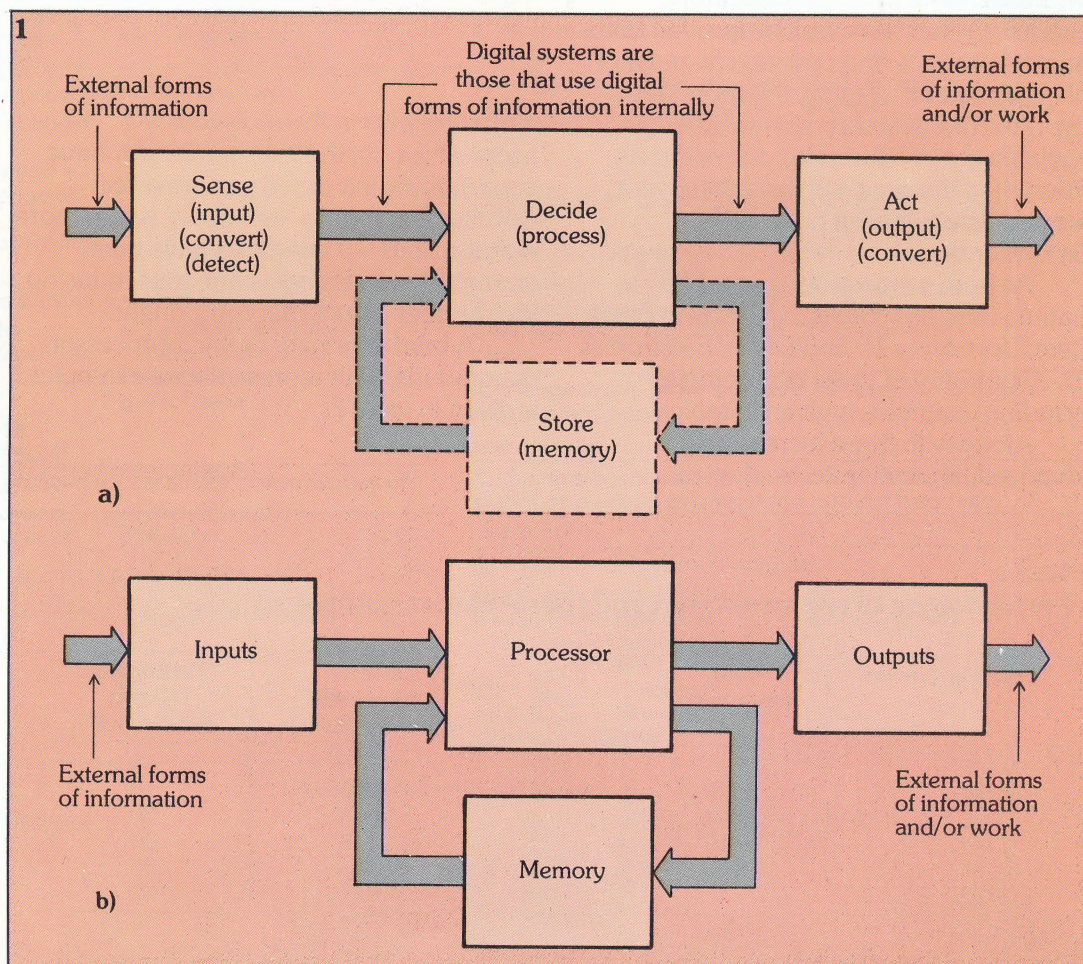 1
External forms
of information
Digital systems are
those that use digital
forms of information internally
External forms
of information
and/or work
Sense
(input)
(convert)
(detect)
Decide
(process)
Act
(output)
(convert)
Store
(memory)
a)
Inputs
Processor
Outputs
External forms
of information
External forms
of information
and/or work
Memory
b)